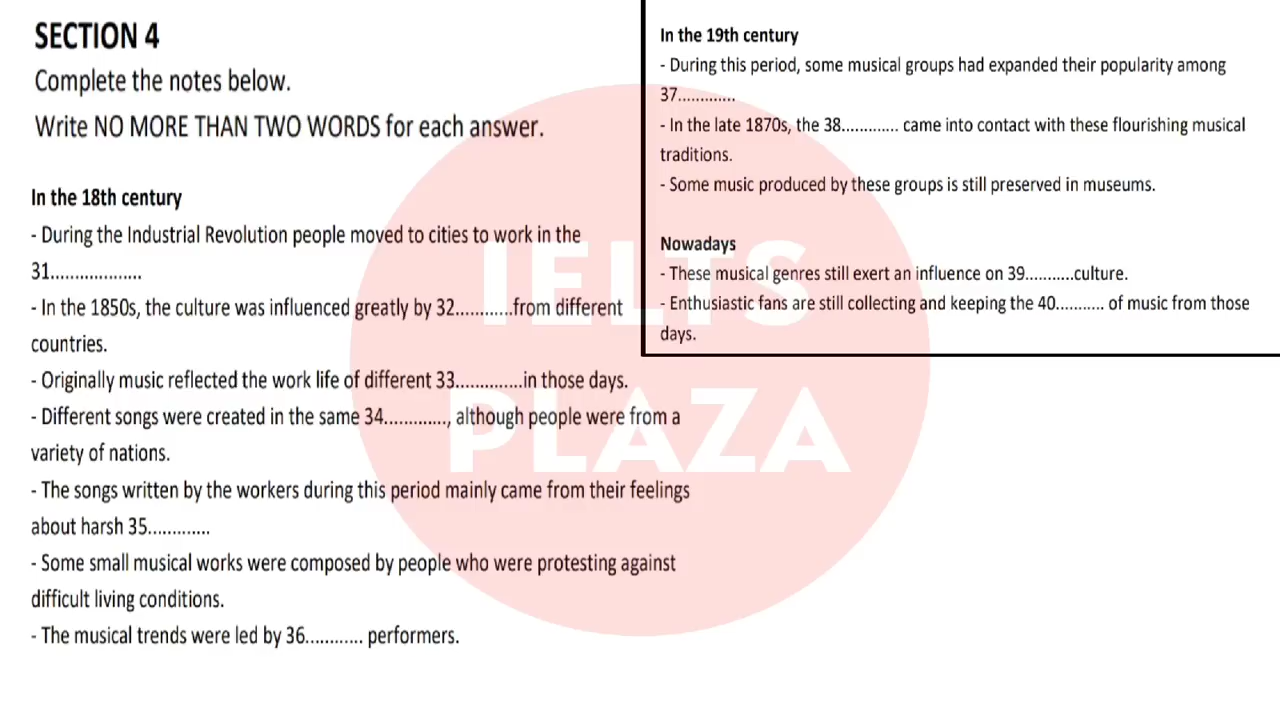 SECTION 4
Complete the notes below.
Write NO MORE THAN TWO WORDS for each answer.
In the 18th century
- During the Industrial Revolution people moved to cities to work in the
31...................
- In the 1850s, the culture was influenced greatly by 32............from different
countries.
- Originally music reflected the work life of different 33..............in those days.
- Different songs were created in the same 34............., although people were from a
variety of nations.
- The songs written by the workers during this period mainly came from their feelings
about harsh 35.............
- Some small musical works were composed by people who were protesting against
difficult living conditions.
- The musical trends were led by 36............ performers.
In the 19th century
- During this period, some musical groups had expanded their popularity among
37.............
- In the late 1870s, the 38............. came into contact with these flourishing musical
traditions.
- Some music produced by these groups is still preserved in museums.
Nowadays
- These musical genres still exert an influence on 39...........culture.
- Enthusiastic fans are still collecting and keeping the 40........... of music from those
days.
IELTS
PLAZA